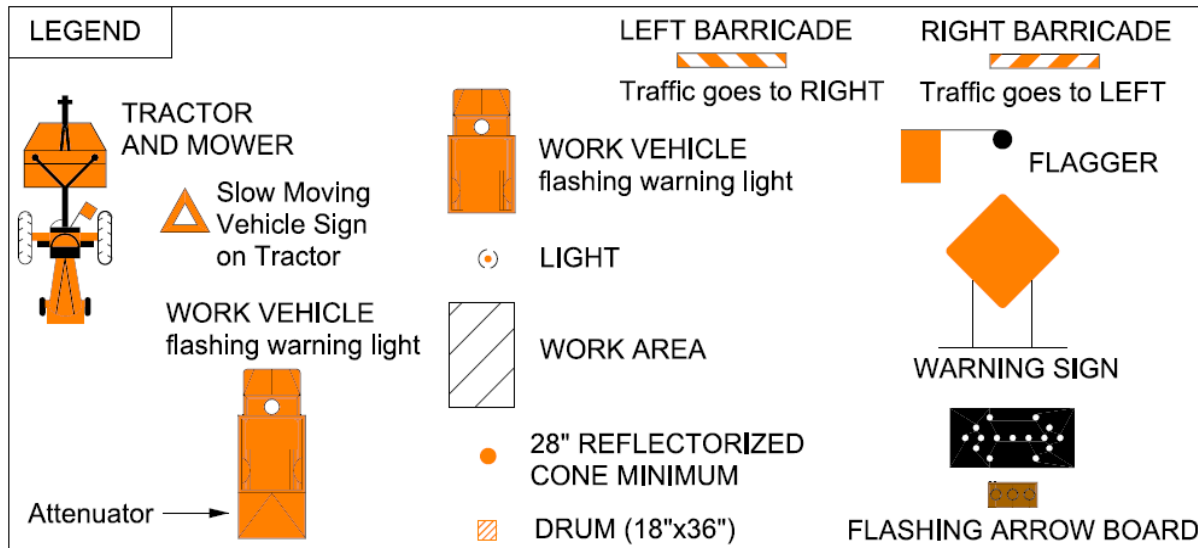 LEGEND
LEFT BARRICADE
Traffic goes to RIGHT
RIGHT BARRICADE
Traffic goes to LEFT
TRACTOR
AND MOWER
Slow Moving
Vehicle Sign
on Tractor
WORK VEHICLE
flashing warning light
FLAGGER
LIGHT
WORK VEHICLE
flashing warning light
WORK AREA
WARNING SIGN
28" REFLECTORIZED
CONE MINIMUM
Attenuator
DRUM (18"x36")
FLASHING ARROW BOARD